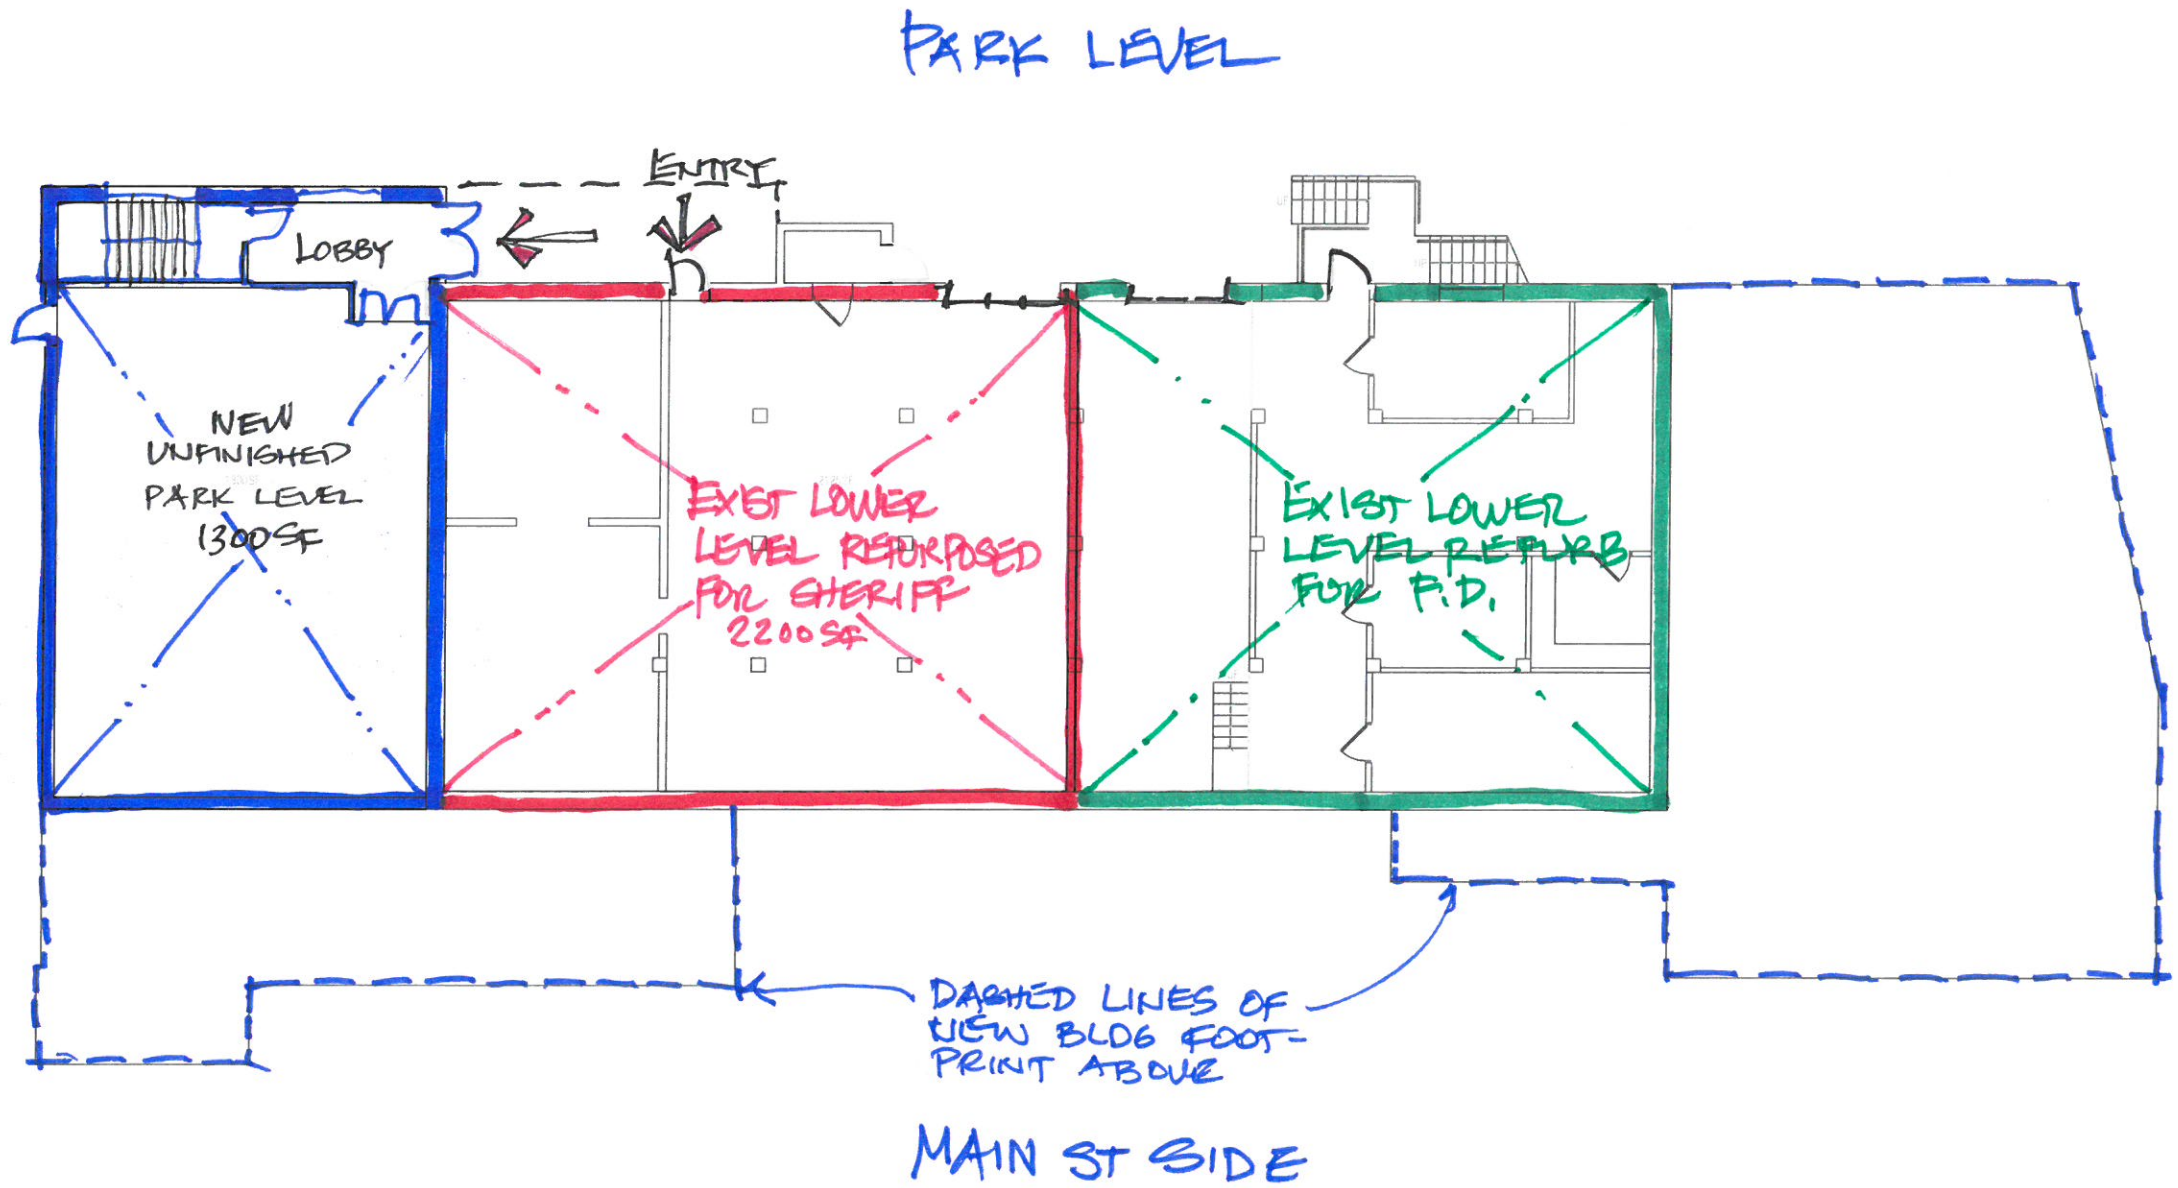 PARK LEVEL
ENTRY
LOBBY
UP
NEW
UNFINISHED
PARK LEVEL
1300 SF
EXIST LOWER
LEVEL REPURPOSED
FOR SHERIFF
2200 SF
EXIST LOWER
LEVEL REFURB
FOR F.D.
DASHED LINES OF
NEW BLDG FOOT-
PRINT ABOVE
MAIN ST SIDE